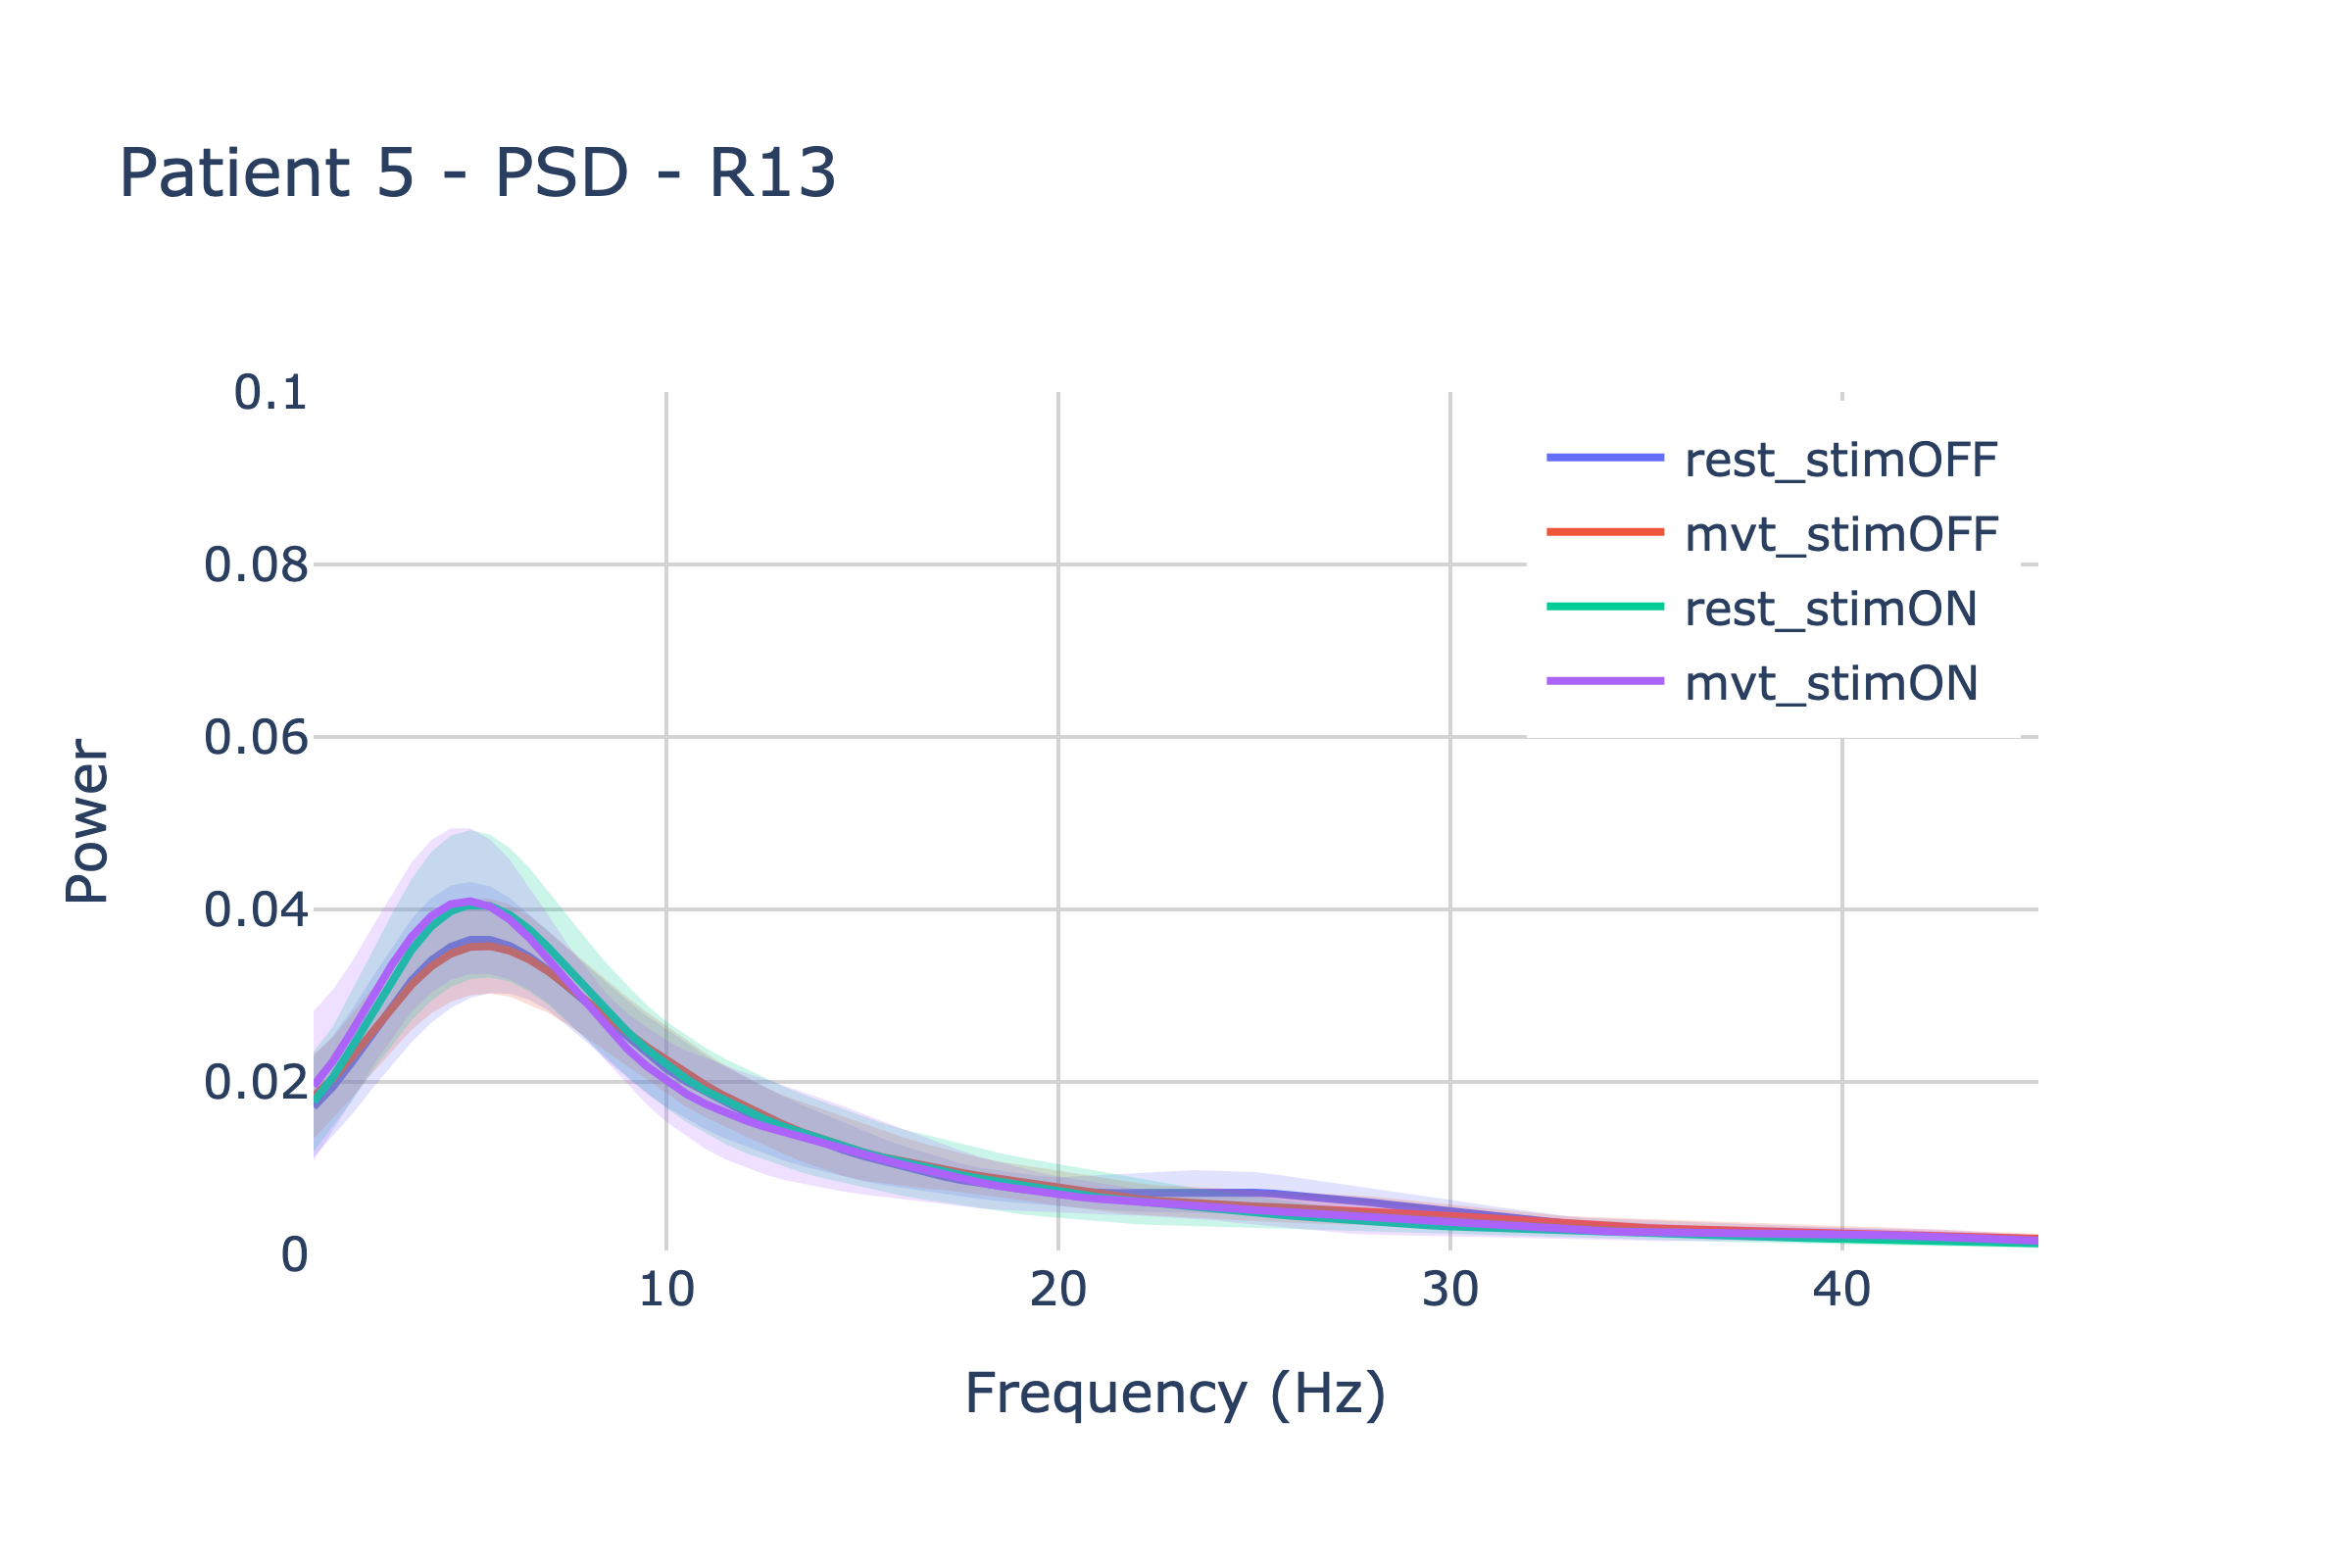 Patient 5 - PSD - R13
0.1
0.08
0.06
0.04
0.02
0
Power
10 20 30 40
Frequency (Hz)
rest_stimOFF
mvt_stimOFF
rest_stimON
mvt_stimON